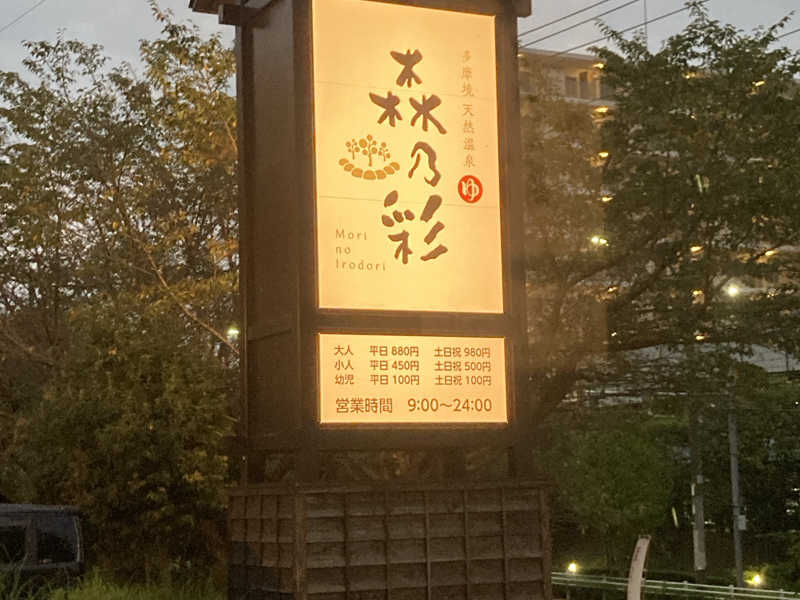 多摩境 天然温泉
ゆ
森乃彩
Mori
no
Irodori
大人 平日 880円 土日祝 980円
小人 平日 450円 土日祝 500円
幼児 平日 100円 土日祝 100円
営業時間 9:00〜24:00